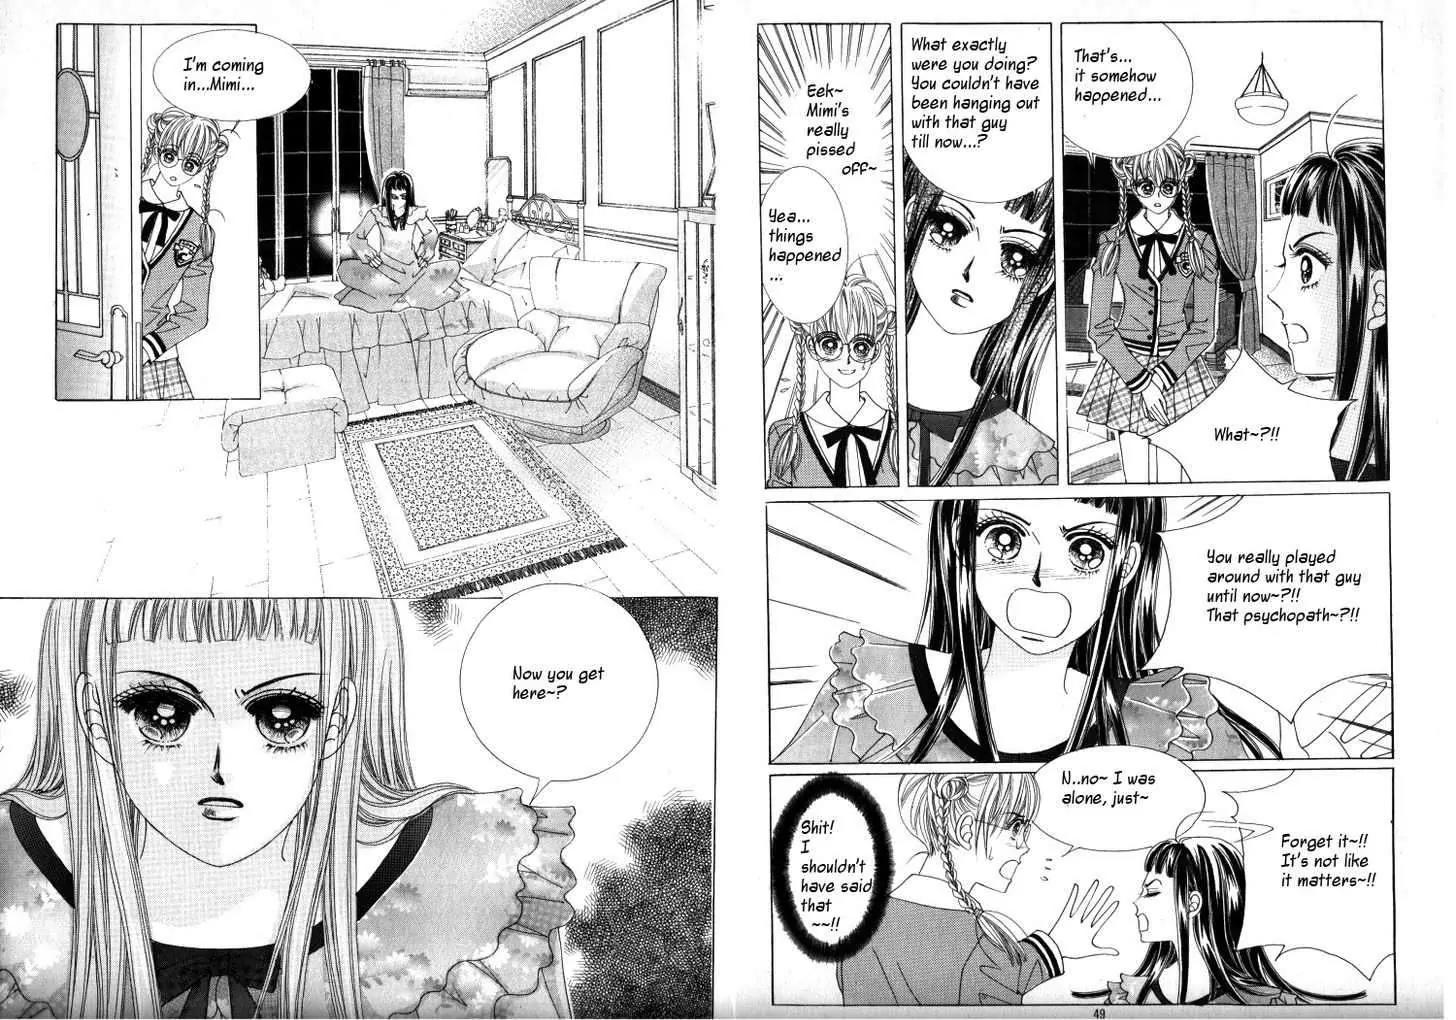 I'm coming
in...Mimi...
Now you get
here~?
Eek~
Mimi's
really
pissed
off~
Yea...
things
happened
...
What exactly
were you doing?
You couldn't have
been hanging out
with that guy
till now...?
That's...
it somehow
happened...
What~?!!
You really played
around with that guy
until now~?!!
That psychopath~?!!
Shit!
I
shouldn't
have said
that
~~!!
N..no~ I was
alone, just~
Forget it~!!
It's not like
it matters~!!
49